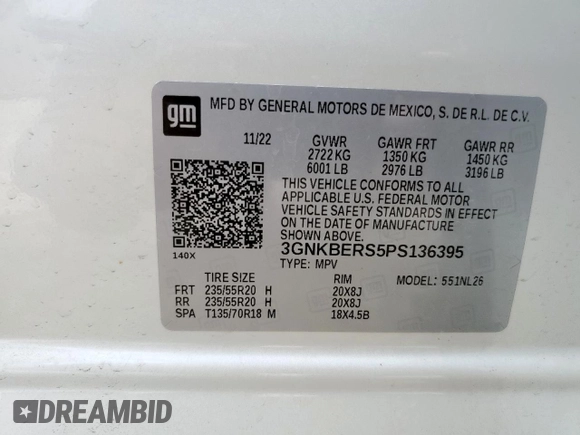 gm MFD BY GENERAL MOTORS DE MEXICO, S. DE R.L. DE C.V.
11/22 GVWR GAWR FRT GAWR RR
2722 KG 1350 KG 1450 KG
6001 LB 2976 LB 3196 LB
THIS VEHICLE CONFORMS TO ALL
APPLICABLE U.S. FEDERAL MOTOR
VEHICLE SAFETY STANDARDS IN EFFECT
ON THE DATE OF MANUFACTURE
SHOWN ABOVE.
3GNKBERS5PS136395
140X TYPE: MPV MODEL: 551NL26
TIRE SIZE RIM
FRT 235/55R20 H 20X8J
RR 235/55R20 H 20X8J
SPA T135/70R18 M 18X4.5B
DREAMBID